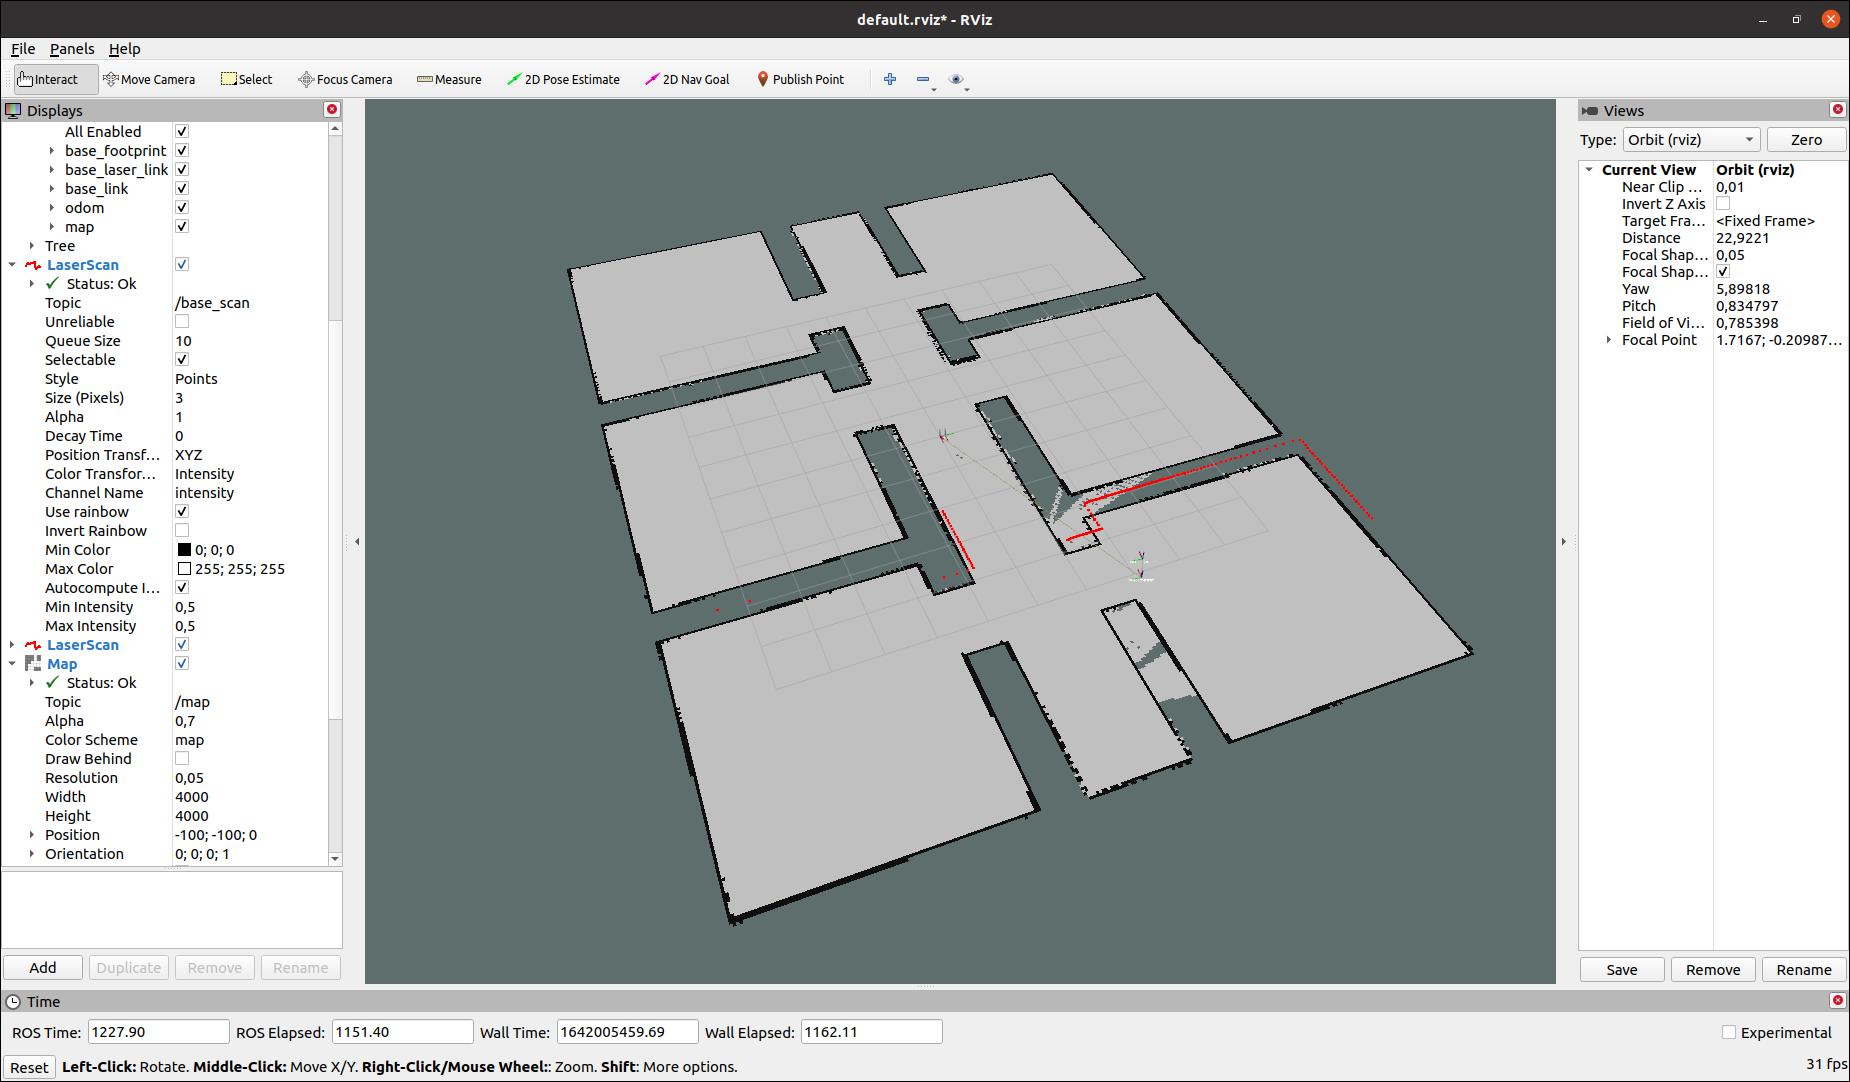 default.rviz* - RViz
File Panels Help
Interact Move Camera Select Focus Camera Measure 2D Pose Estimate 2D Nav Goal Publish Point
Displays
All Enabled
base_footprint
base_laser_link
base_link
odom
map
Tree
LaserScan
Status: Ok
Topic /base_scan
Unreliable
Queue Size 10
Selectable
Style Points
Size (Pixels) 3
Alpha 1
Decay Time 0
Position Transf... XYZ
Color Transfor... Intensity
Channel Name intensity
Use rainbow
Invert Rainbow
Min Color 0; 0; 0
Max Color 255; 255; 255
Autocompute I...
Min Intensity 0,5
Max Intensity 0,5
LaserScan
Map
Status: Ok
Topic /map
Alpha 0,7
Color Scheme map
Draw Behind
Resolution 0,05
Width 4000
Height 4000
Position -100; -100; 0
Orientation 0; 0; 0; 1
Add Duplicate Remove Rename
Views
Type: Orbit (rviz) Zero
Current View Orbit (rviz)
Near Clip ... 0,01
Invert Z Axis
Target Fra... <Fixed Frame>
Distance 22,9221
Focal Shap... 0,05
Focal Shap...
Yaw 5,89818
Pitch 0,834797
Field of Vi... 0,785398
Focal Point 1.7167; -0.20987...
Save Remove Rename
Time
ROS Time: 1227.90 ROS Elapsed: 1151.40 Wall Time: 1642005459.69 Wall Elapsed: 1162.11 Experimental
Reset Left-Click: Rotate. Middle-Click: Move X/Y. Right-Click/Mouse Wheel:: Zoom. Shift: More options. 31 fps